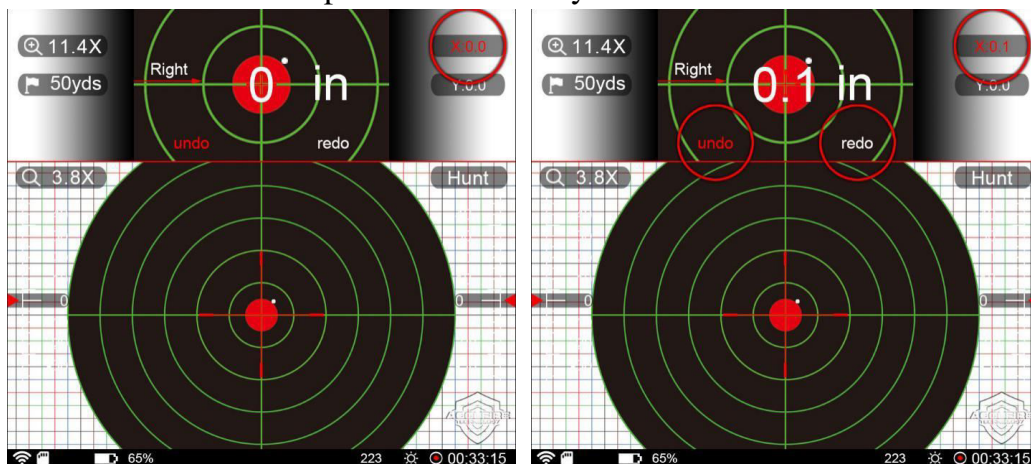 11.4X
X:0.0
50yds
Y:0.0
Right
0 in
undo
redo
3.8X
Hunt
0
0
65%
223
00:33:15
11.4X
X:0.1
50yds
Y:0.0
Right
0.1 in
undo
redo
3.8X
Hunt
0
0
65%
223
00:33:15